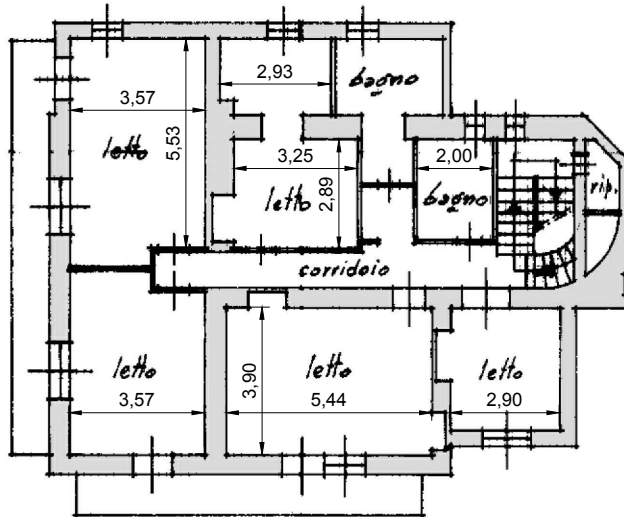 2,93
bagno
3,57
5,53
letto
3,25
2,89
letto
2,00
bagno
rip.
corridoio
letto
3,57
3,90
letto
5,44
letto
2,90